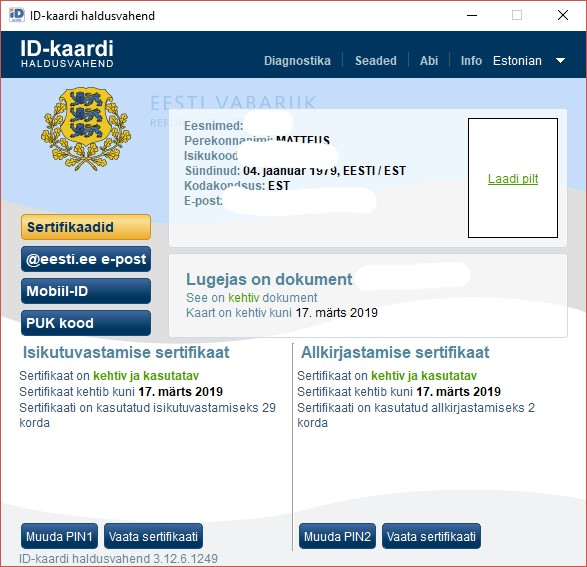 ID-kaardi haldusvahend
ID-kaardi
HALDUSVAHEND
Diagnostika Seaded Abi Info Estonian
EESTI VABARIIK
Eesnimed:
Perekonnanimi: MATTEUS
Isikukood
Sündinud: 04. jaanuar 1979, EESTI / EST
Kodakondsus: EST
E-post:
Laadi pilt
Sertifikaadid
@eesti.ee e-post
Mobiil-ID
PUK kood
Lugejas on dokument
See on kehtiv dokument
Kaart on kehtiv kuni 17. märts 2019
Isikutuvastamise sertifikaat
Sertifikaat on kehtiv ja kasutatav
Sertifikaat kehtib kuni 17. märts 2019
Sertifikaati on kasutatud isikutuvastamiseks 29
korda
Muuda PIN1 Vaata sertifikaati
Allkirjastamise sertifikaat
Sertifikaat on kehtiv ja kasutatav
Sertifikaat kehtib kuni 17. märts 2019
Sertifikaati on kasutatud allkirjastamiseks 2
korda
Muuda PIN2 Vaata sertifikaati
ID-kaardi haldusvahend 3.12.6.1249